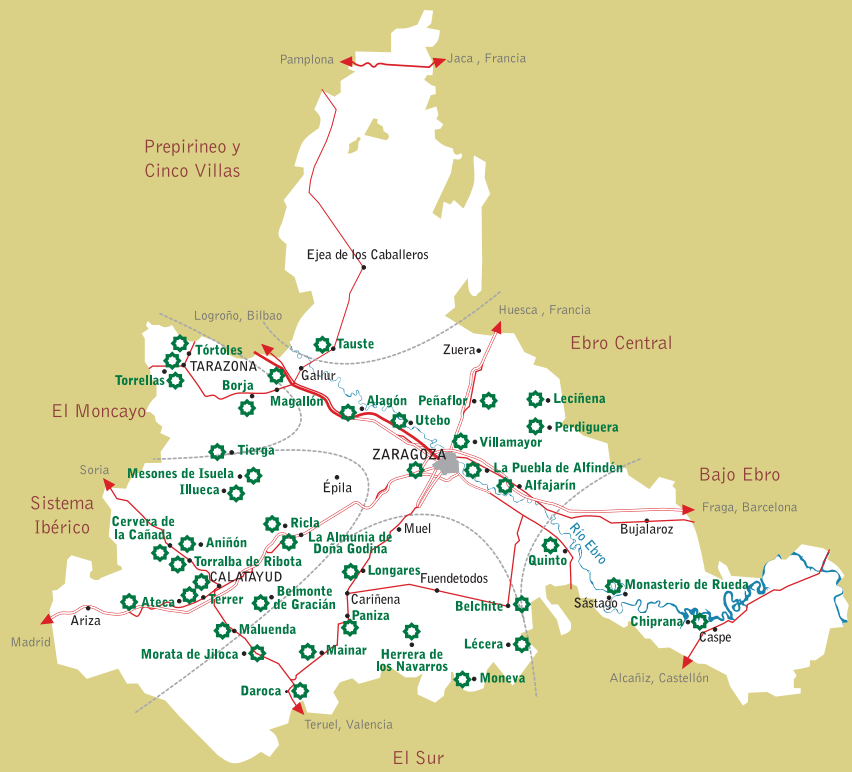 Pamplona
Jaca , Francia
Prepirineo y
Cinco Villas
Ejea de los Caballeros
Logroño, Bilbao
Huesca , Francia
Tauste
Ebro Central
Zuera
Tórtoles
TARAZONA
Gallur
Torrellas
Borja
Magallón
El Moncayo
Alagón
Peñaflor
Leciñena
Utebo
Perdiguera
Villamayor
Tierga
ZARAGOZA
Soria
Mesones de Isuela
La Puebla de Alfindén
Bajo Ebro
Illueca
Épila
Alfajarín
Sistema
Ibérico
Fraga, Barcelona
Cervera de
la Cañada
Ricla
Muel
Bujalaroz
Aniñón
La Almunia de
Doña Godina
Río Ebro
Torralba de Ribota
Quinto
CALATAYUD
Longares
Fuendetodos
Monasterio de Rueda
Ateca
Terrer
Belmonte
de Gracián
Cariñena
Belchite
Sástago
Ariza
Paniza
Chiprana
Madrid
Maluenda
Caspe
Morata de Jiloca
Mainar
Herrera de
los Navarros
Lécera
Daroca
Moneva
Alcañiz, Castellón
Teruel, Valencia
El Sur